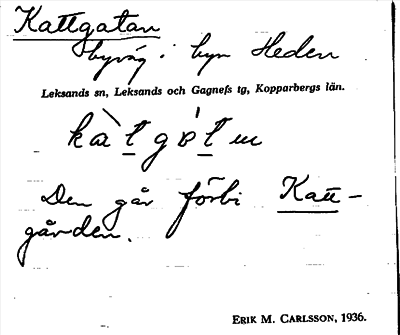 Kattgatan
byväg i byn Heden
Leksands sn, Leksands och Gagnefs tg, Kopparbergs län.
Den går förbi Katt-
gården.
ERIK M. CARLSSON, 1936.